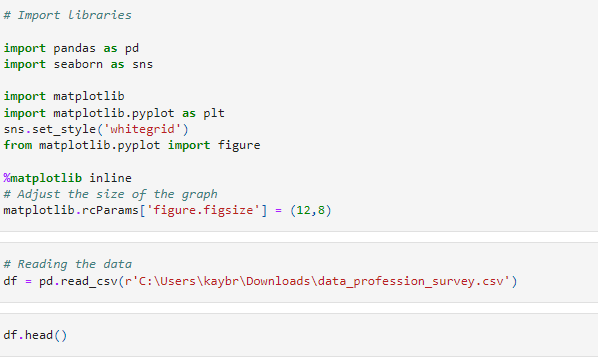 # Import libraries
import pandas as pd
import seaborn as sns
import matplotlib
import matplotlib.pyplot as plt
sns.set_style('whitegrid')
from matplotlib.pyplot import figure
%matplotlib inline
# Adjust the size of the graph
matplotlib.rcParams['figure.figsize'] = (12,8)
# Reading the data
df = pd.read_csv(r'C:\Users\kaybr\Downloads\data_profession_survey.csv')
df.head()